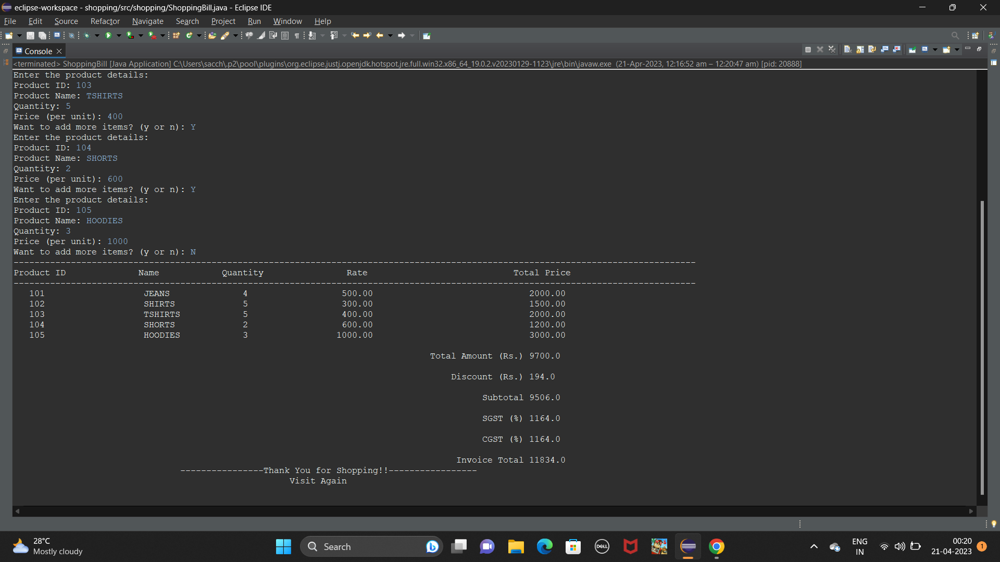 eclipse-workspace - shopping/src/shopping/ShoppingBill.java - Eclipse IDE
File Edit Source Refactor Navigate Search Project Run Window Help
Console
<terminated> ShoppingBill [Java Application] C:\Users\sacch\.p2\pool\plugins\org.eclipse.justj.openjdk.hotspot.jre.full.win32.x86_64_19.0.2.v20230129-1123\jre\bin\javaw.exe (21-Apr-2023, 12:16:52 am – 12:20:47 am) [pid: 20888]
Enter the product details:
Product ID: 103
Product Name: TSHIRTS
Quantity: 5
Price (per unit): 400
Want to add more items? (y or n): Y
Enter the product details:
Product ID: 104
Product Name: SHORTS
Quantity: 2
Price (per unit): 600
Want to add more items? (y or n): Y
Enter the product details:
Product ID: 105
Product Name: HOODIES
Quantity: 3
Price (per unit): 1000
Want to add more items? (y or n): N
-----------------------------------------------------------------------------------------------------------------------------------
Product ID Name Quantity Rate Total Price
-----------------------------------------------------------------------------------------------------------------------------------
101 JEANS 4 500.00 2000.00
102 SHIRTS 5 300.00 1500.00
103 TSHIRTS 5 400.00 2000.00
104 SHORTS 2 600.00 1200.00
105 HOODIES 3 1000.00 3000.00
Total Amount (Rs.) 9700.0
Discount (Rs.) 194.0
Subtotal 9506.0
SGST (%) 1164.0
CGST (%) 1164.0
Invoice Total 11834.0
----------------Thank You for Shopping!!-----------------
Visit Again
28°C
Mostly cloudy
Search
DELL
ENG
IN
00:20
21-04-2023
1